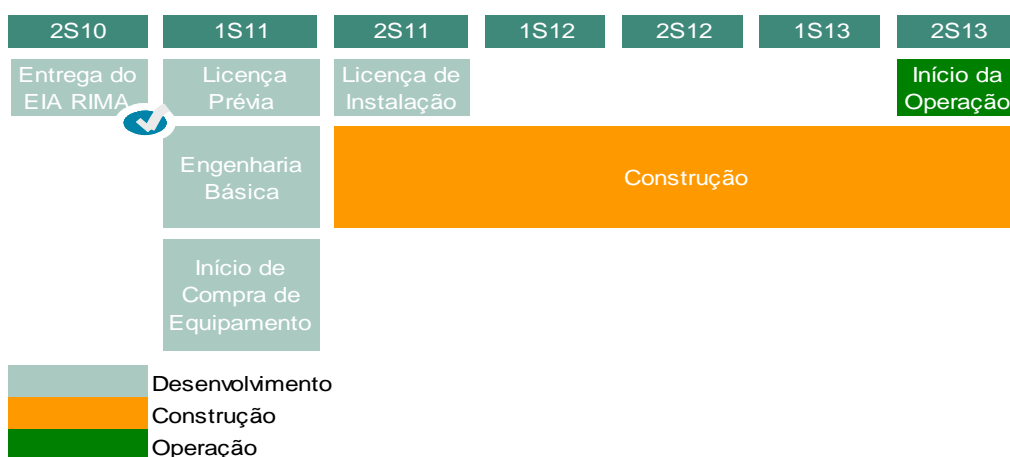 2S10 1S11 2S11 1S12 2S12 1S13 2S13
Entrega do
EIA RIMA
Licença
Prévia
Licença de
Instalação
Início da
Operação
Engenharia
Básica
Construção
Início de
Compra de
Equipamento
Desenvolvimento
Construção
Operação